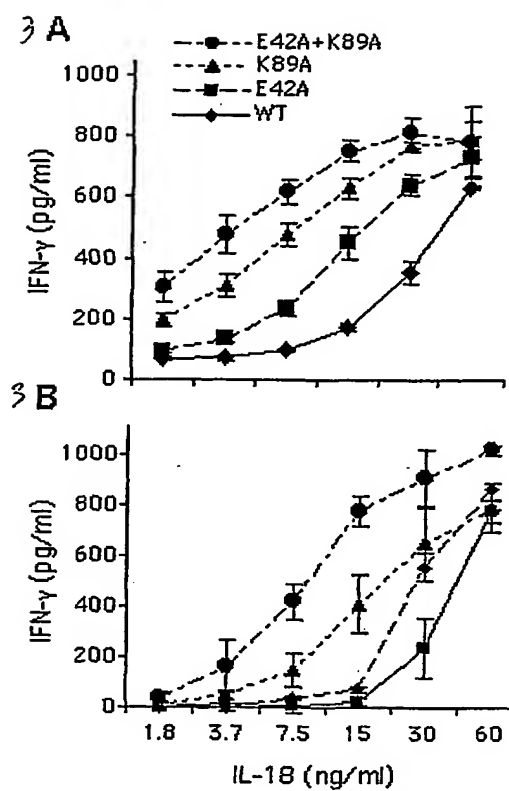 3 A
E42A+K89A
K89A
E42A
WT
1000
800
600
400
200
0
IFN-γ (pg/ml)
3 B
1000
800
600
400
200
0
IFN-γ (pg/ml)
1.8 3.7 7.5 15 30 60
IL-18 (ng/ml)